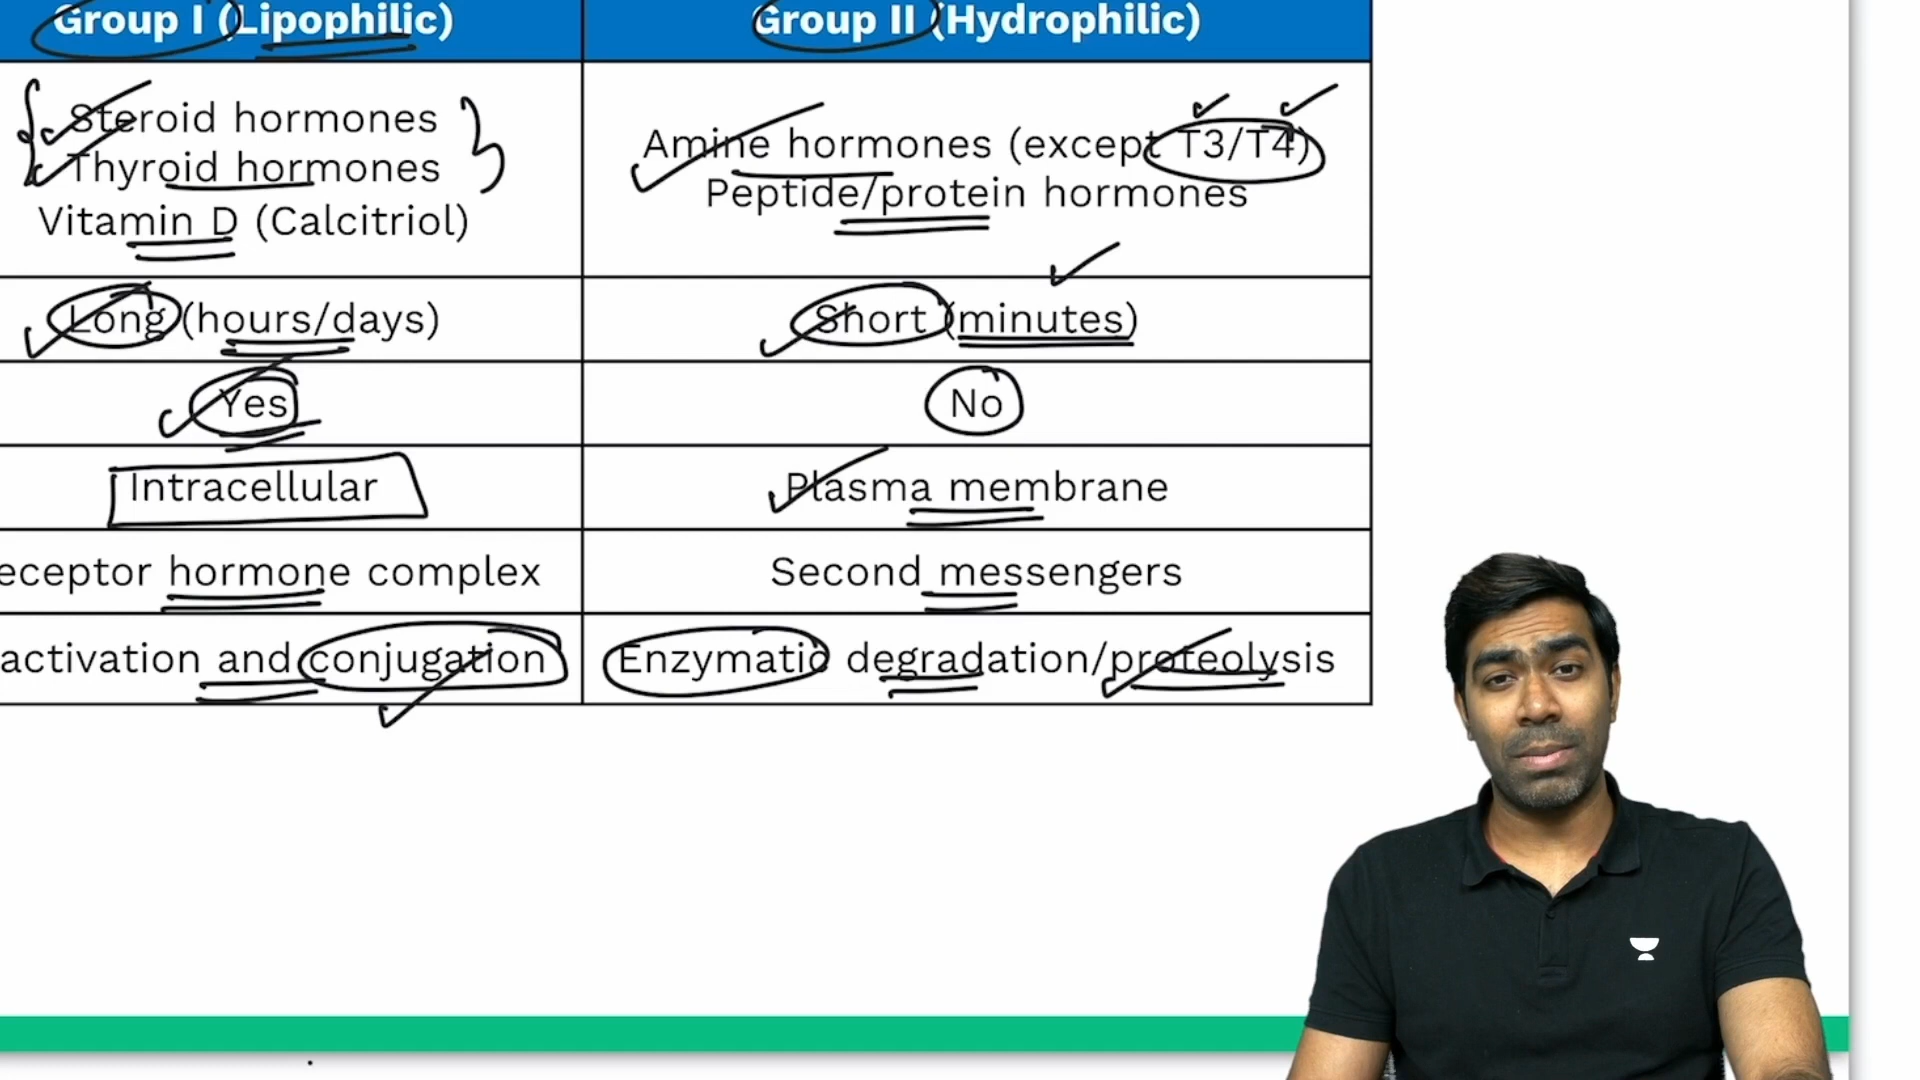 Group I (Lipophilic)
Group II (Hydrophilic)
Steroid hormones
Thyroid hormones
Vitamin D (Calcitriol)
Amine hormones (except T3/T4)
Peptide/protein hormones
Long (hours/days)
Short (minutes)
Yes
No
Intracellular
Plasma membrane
eceptor hormone complex
Second messengers
activation and conjugation
Enzymatic degradation/proteolysis